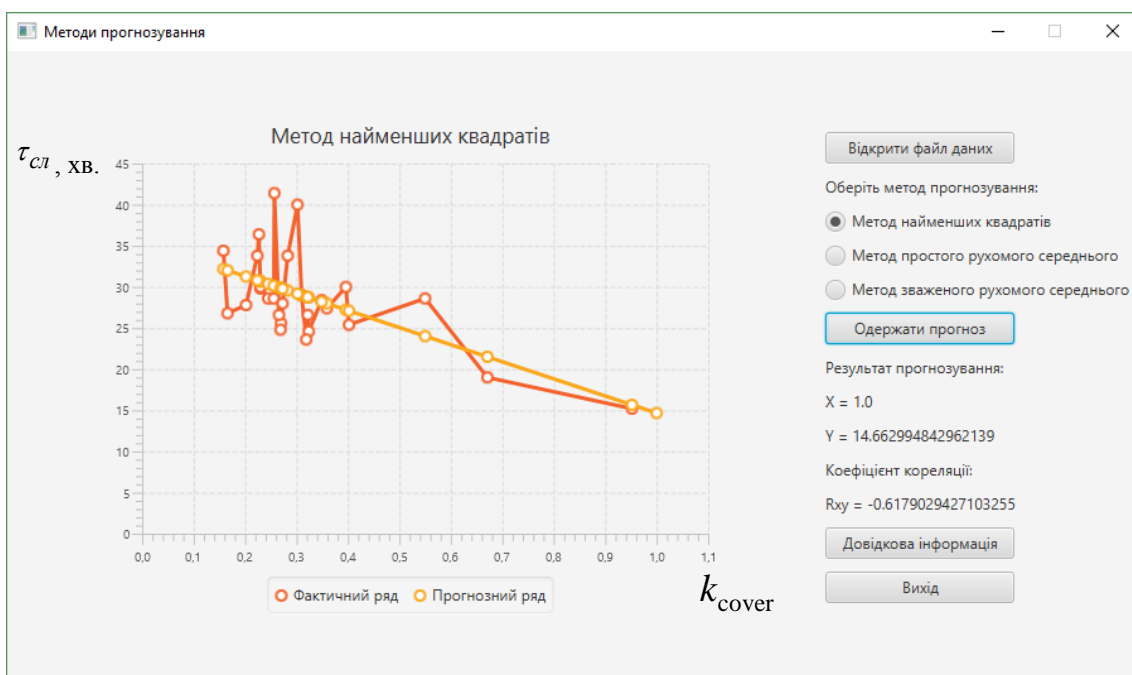 Методи прогнозування
Метод найменших квадратів
τсл , хв.
45
40
35
30
25
20
15
10
5
0
0,0 0,1 0,2 0,3 0,4 0,5 0,6 0,7 0,8 0,9 1,0 1,1
kcover
Фактичний ряд Прогнозний ряд
Відкрити файл даних
Оберіть метод прогнозування:
Метод найменших квадратів
Метод простого рухомого середнього
Метод зваженого рухомого середнього
Одержати прогноз
Результат прогнозування:
X = 1.0
Y = 14.662994842962139
Коефіцієнт кореляції:
Rxy = -0.6179029427103255
Довідкова інформація
Вихід